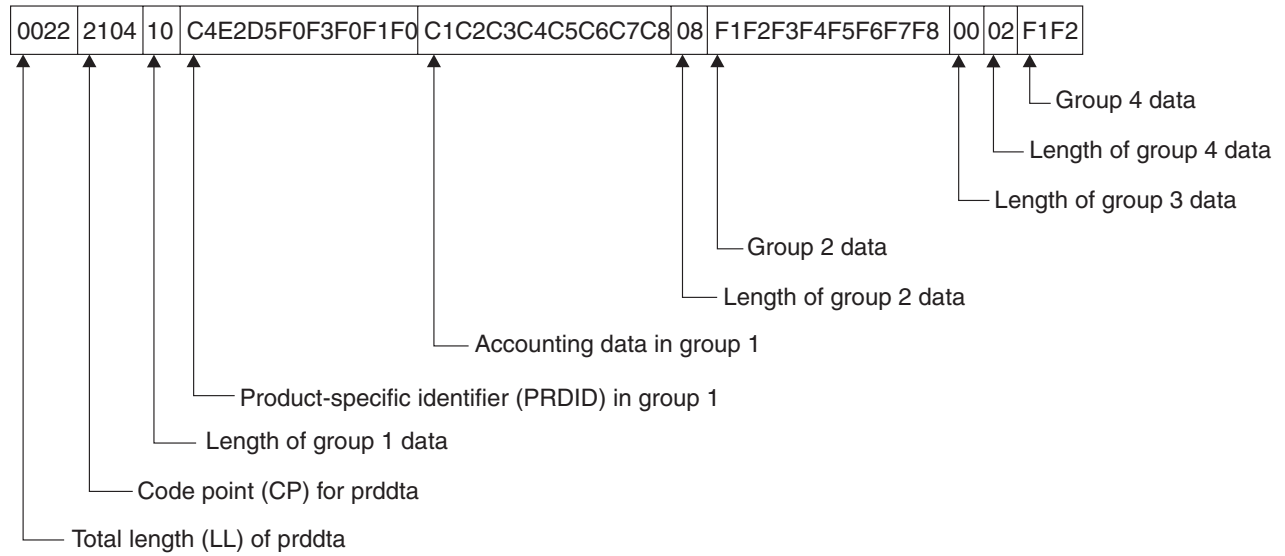 0022 2104 10 C4E2D5F0F3F0F1F0 C1C2C3C4C5C6C7C8 08 F1F2F3F4F5F6F7F8 00 02 F1F2
Group 4 data
Length of group 4 data
Length of group 3 data
Group 2 data
Length of group 2 data
Accounting data in group 1
Product-specific identifier (PRDID) in group 1
Length of group 1 data
Code point (CP) for prddta
Total length (LL) of prddta